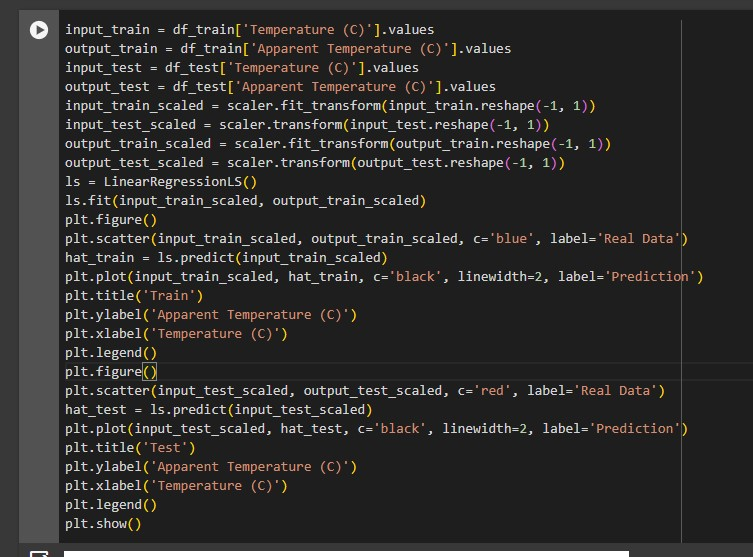 input_train = df_train['Temperature (C)'].values
output_train = df_train['Apparent Temperature (C)'].values
input_test = df_test['Temperature (C)'].values
output_test = df_test['Apparent Temperature (C)'].values
input_train_scaled = scaler.fit_transform(input_train.reshape(-1, 1))
input_test_scaled = scaler.transform(input_test.reshape(-1, 1))
output_train_scaled = scaler.fit_transform(output_train.reshape(-1, 1))
output_test_scaled = scaler.transform(output_test.reshape(-1, 1))
ls = LinearRegressionLS()
ls.fit(input_train_scaled, output_train_scaled)
plt.figure()
plt.scatter(input_train_scaled, output_train_scaled, c='blue', label='Real Data')
hat_train = ls.predict(input_train_scaled)
plt.plot(input_train_scaled, hat_train, c='black', linewidth=2, label='Prediction')
plt.title('Train')
plt.ylabel('Apparent Temperature (C)')
plt.xlabel('Temperature (C)')
plt.legend()
plt.figure()
plt.scatter(input_test_scaled, output_test_scaled, c='red', label='Real Data')
hat_test = ls.predict(input_test_scaled)
plt.plot(input_test_scaled, hat_test, c='black', linewidth=2, label='Prediction')
plt.title('Test')
plt.ylabel('Apparent Temperature (C)')
plt.xlabel('Temperature (C)')
plt.legend()
plt.show()